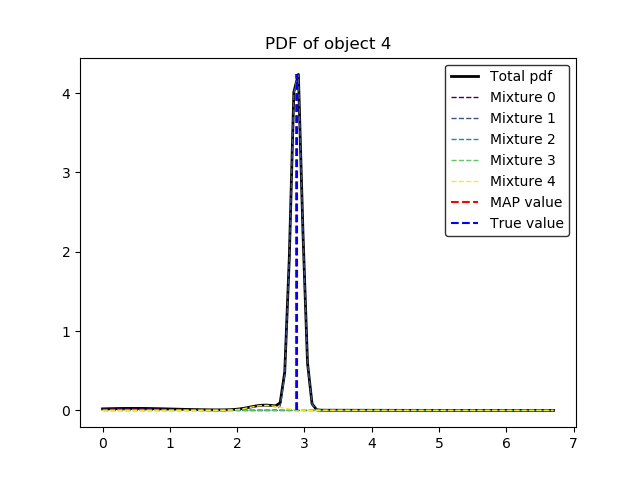 PDF of object 4
Total pdf
Mixture 0
Mixture 1
Mixture 2
Mixture 3
Mixture 4
MAP value
True value
4
3
2
1
0
0 1 2 3 4 5 6 7